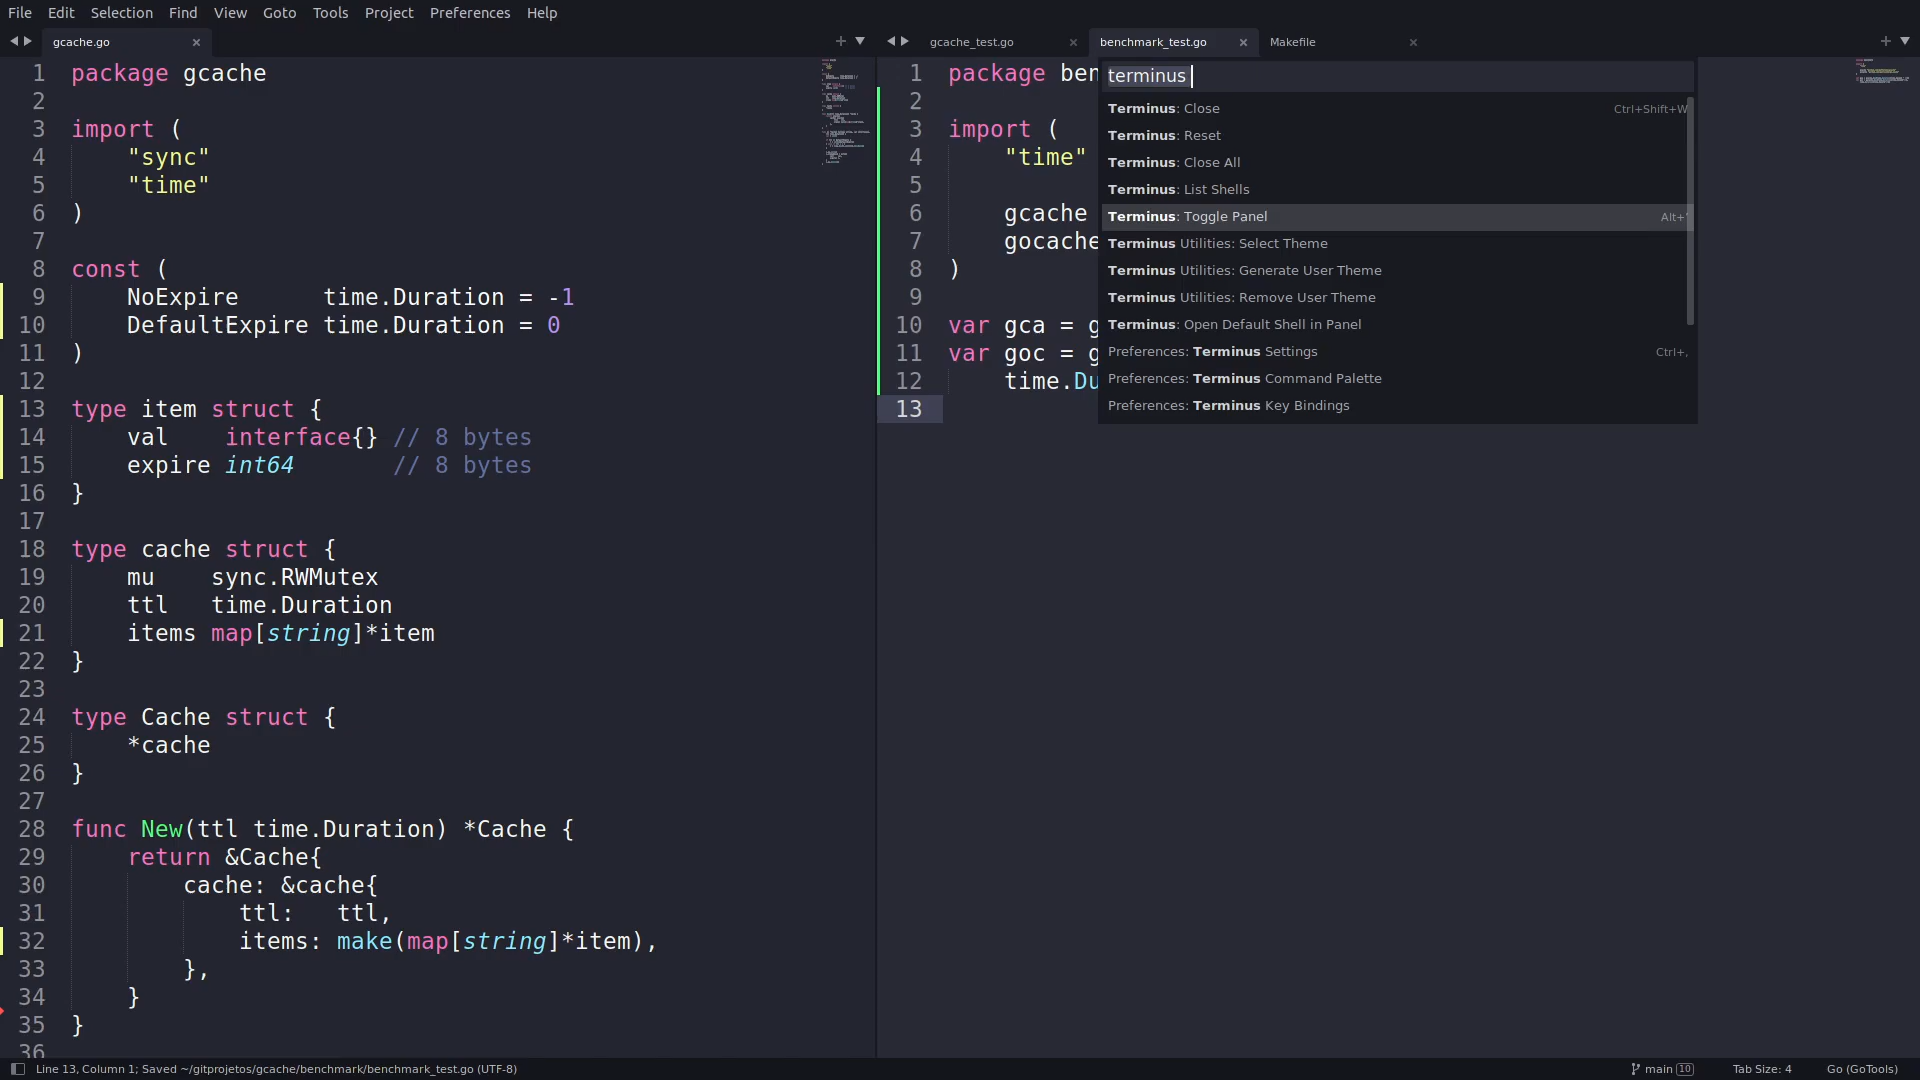 File Edit Selection Find View Goto Tools Project Preferences Help
gcache.go
gcache_test.go benchmark_test.go Makefile
1 package gcache
2
3 import (
4 "sync"
5 "time"
6 )
7
8 const (
9 NoExpire time.Duration = -1
10 DefaultExpire time.Duration = 0
11 )
12
13 type item struct {
14 val interface{} // 8 bytes
15 expire int64 // 8 bytes
16 }
17
18 type cache struct {
19 mu sync.RWMutex
20 ttl time.Duration
21 items map[string]*item
22 }
23
24 type Cache struct {
25 *cache
26 }
27
28 func New(ttl time.Duration) *Cache {
29 return &Cache{
30 cache: &cache{
31 ttl: ttl,
32 items: make(map[string]*item),
33 },
34 }
35 }
36
1 package ben
2
3 import (
4 "time"
5
6 gcache
7 gocache
8 )
9
10 var gca = g
11 var goc = g
12 time.Du
13
terminus
Terminus: Close Ctrl+Shift+W
Terminus: Reset
Terminus: Close All
Terminus: List Shells
Terminus: Toggle Panel Alt+`
Terminus Utilities: Select Theme
Terminus Utilities: Generate User Theme
Terminus Utilities: Remove User Theme
Terminus: Open Default Shell in Panel
Preferences: Terminus Settings Ctrl+,
Preferences: Terminus Command Palette
Preferences: Terminus Key Bindings
Line 13, Column 1; Saved ~/gitprojetos/gcache/benchmark/benchmark_test.go (UTF-8)
main 10 Tab Size: 4 Go (GoTools)